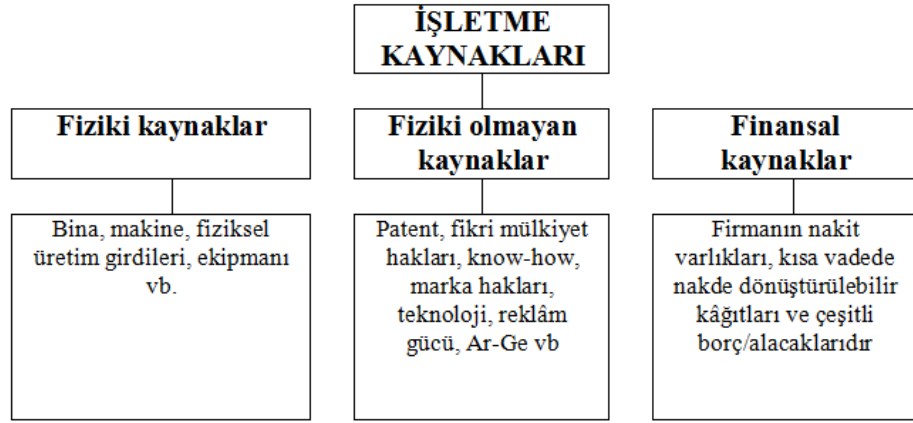 İŞLETME
KAYNAKLARI
Fiziki kaynaklar
Fiziki olmayan
kaynaklar
Finansal
kaynaklar
Bina, makine, fiziksel
üretim girdileri, ekipmanı
vb.
Patent, fikri mülkiyet
hakları, know-how,
marka hakları,
teknoloji, reklâm
gücü, Ar-Ge vb
Firmanın nakit
varlıkları, kısa vadede
nakde dönüştürülebilir
kâğıtları ve çeşitli
borç/alacaklarıdır